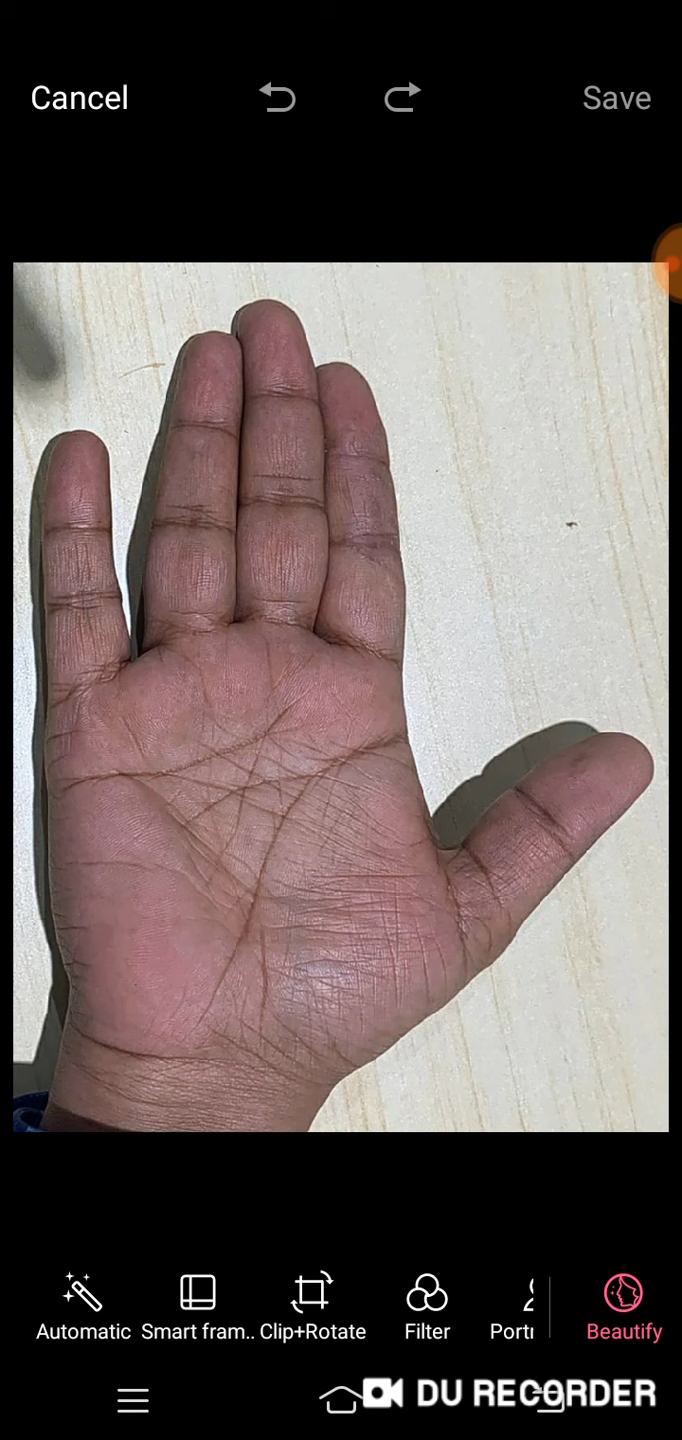 Cancel
Save
Automatic Smart fram.. Clip+Rotate Filter Beautify
DU RECORDER